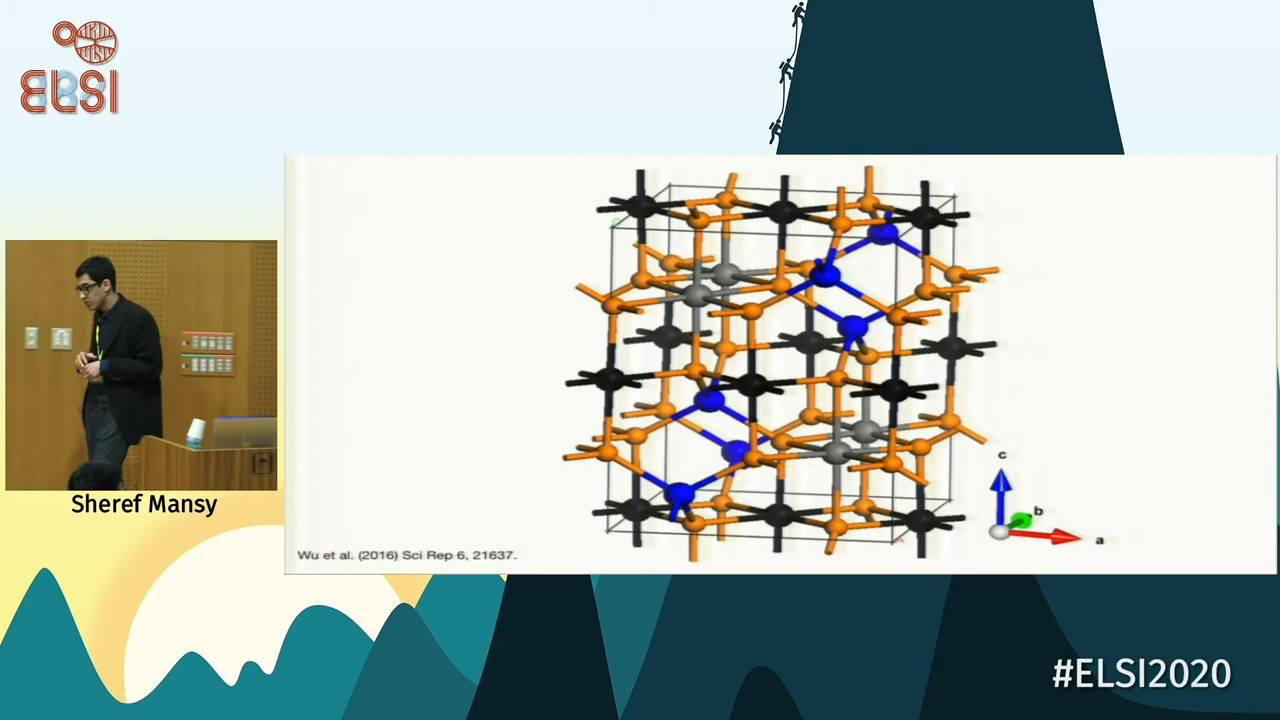 ELSI
Sheref Mansy
c
b
a
Wu et al. (2016) Sci Rep 6, 21637.
#ELSI2020